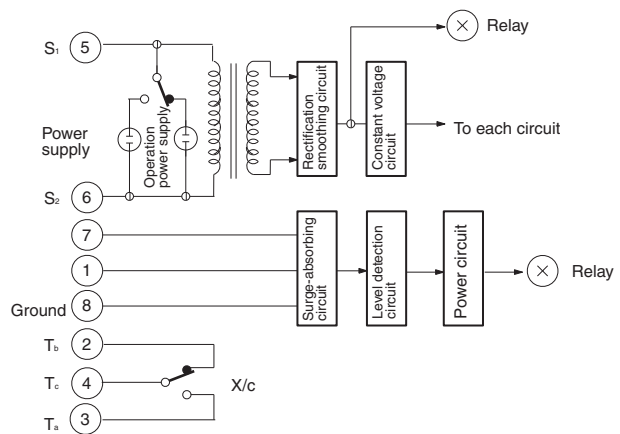 S₁ 5
Relay
Power
supply
Operation
power supply
Rectification
smoothing circuit
Constant voltage
circuit
To each circuit
S₂ 6
7
1
Ground 8
Surge-absorbing
circuit
Level detection
circuit
Power circuit
Relay
Tb 2
Tc 4
X/c
Ta 3